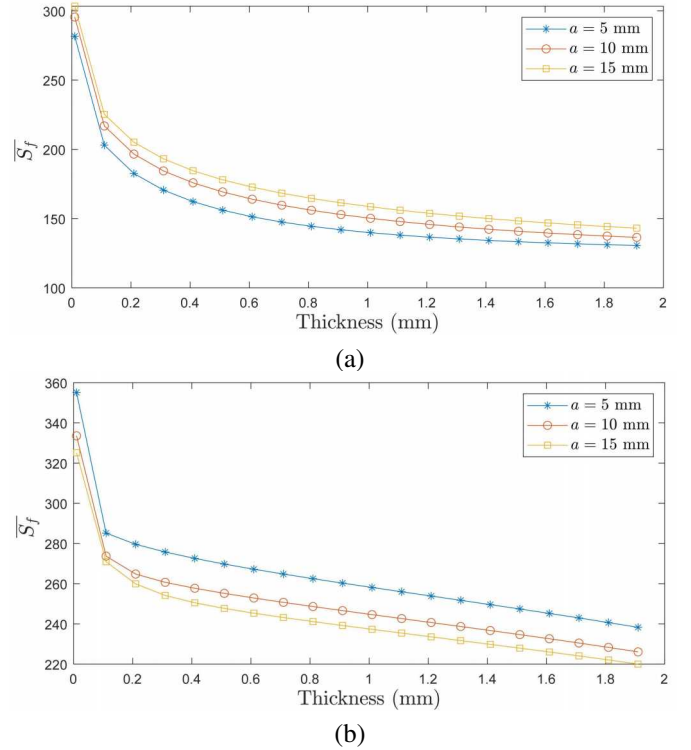 300
250
200
150
100
$\overline{S_f}$
0 0.2 0.4 0.6 0.8 1 1.2 1.4 1.6 1.8 2
Thickness (mm)
a = 5 mm
a = 10 mm
a = 15 mm
(a)
360
340
320
300
280
260
240
220
$\overline{S_f}$
0 0.2 0.4 0.6 0.8 1 1.2 1.4 1.6 1.8 2
Thickness (mm)
a = 5 mm
a = 10 mm
a = 15 mm
(b)